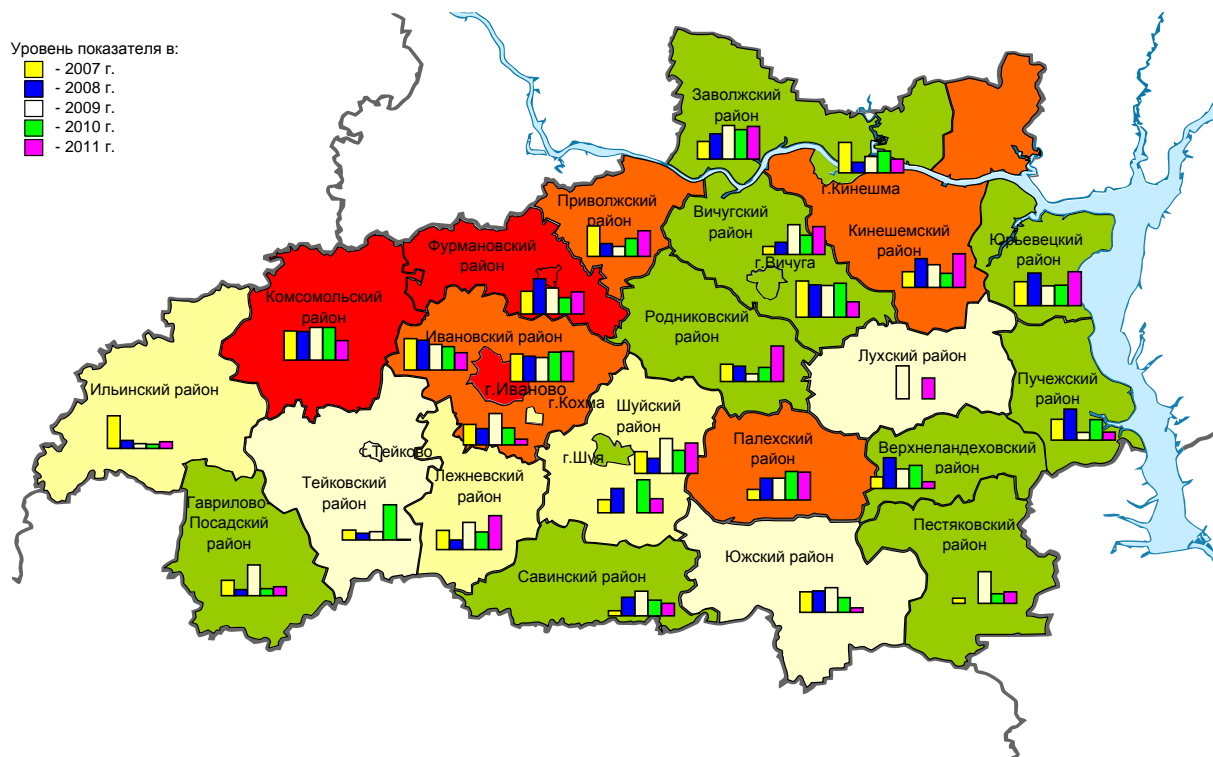 Уровень показателя в:
- 2007 г.
- 2008 г.
- 2009 г.
- 2010 г.
- 2011 г.
Заволжский
район
г.Кинешма
Приволжский
район
Вичугский
район
Кинешемский
район
Юрьевецкий
район
Фурмановский
район
г.Вичуга
Комсомольский
район
Родниковский
район
Ивановский район
Лухский район
Ильинский район
г.Иваново
г.Кохма
Шуйский
район
Пучежский
район
Палехский
район
Верхнеландеховский
район
г.Тейково
г.Шуя
Тейковский
район
Лежневский
район
Гаврилово
Посадский
район
Пестяковский
район
Савинский район
Южский район